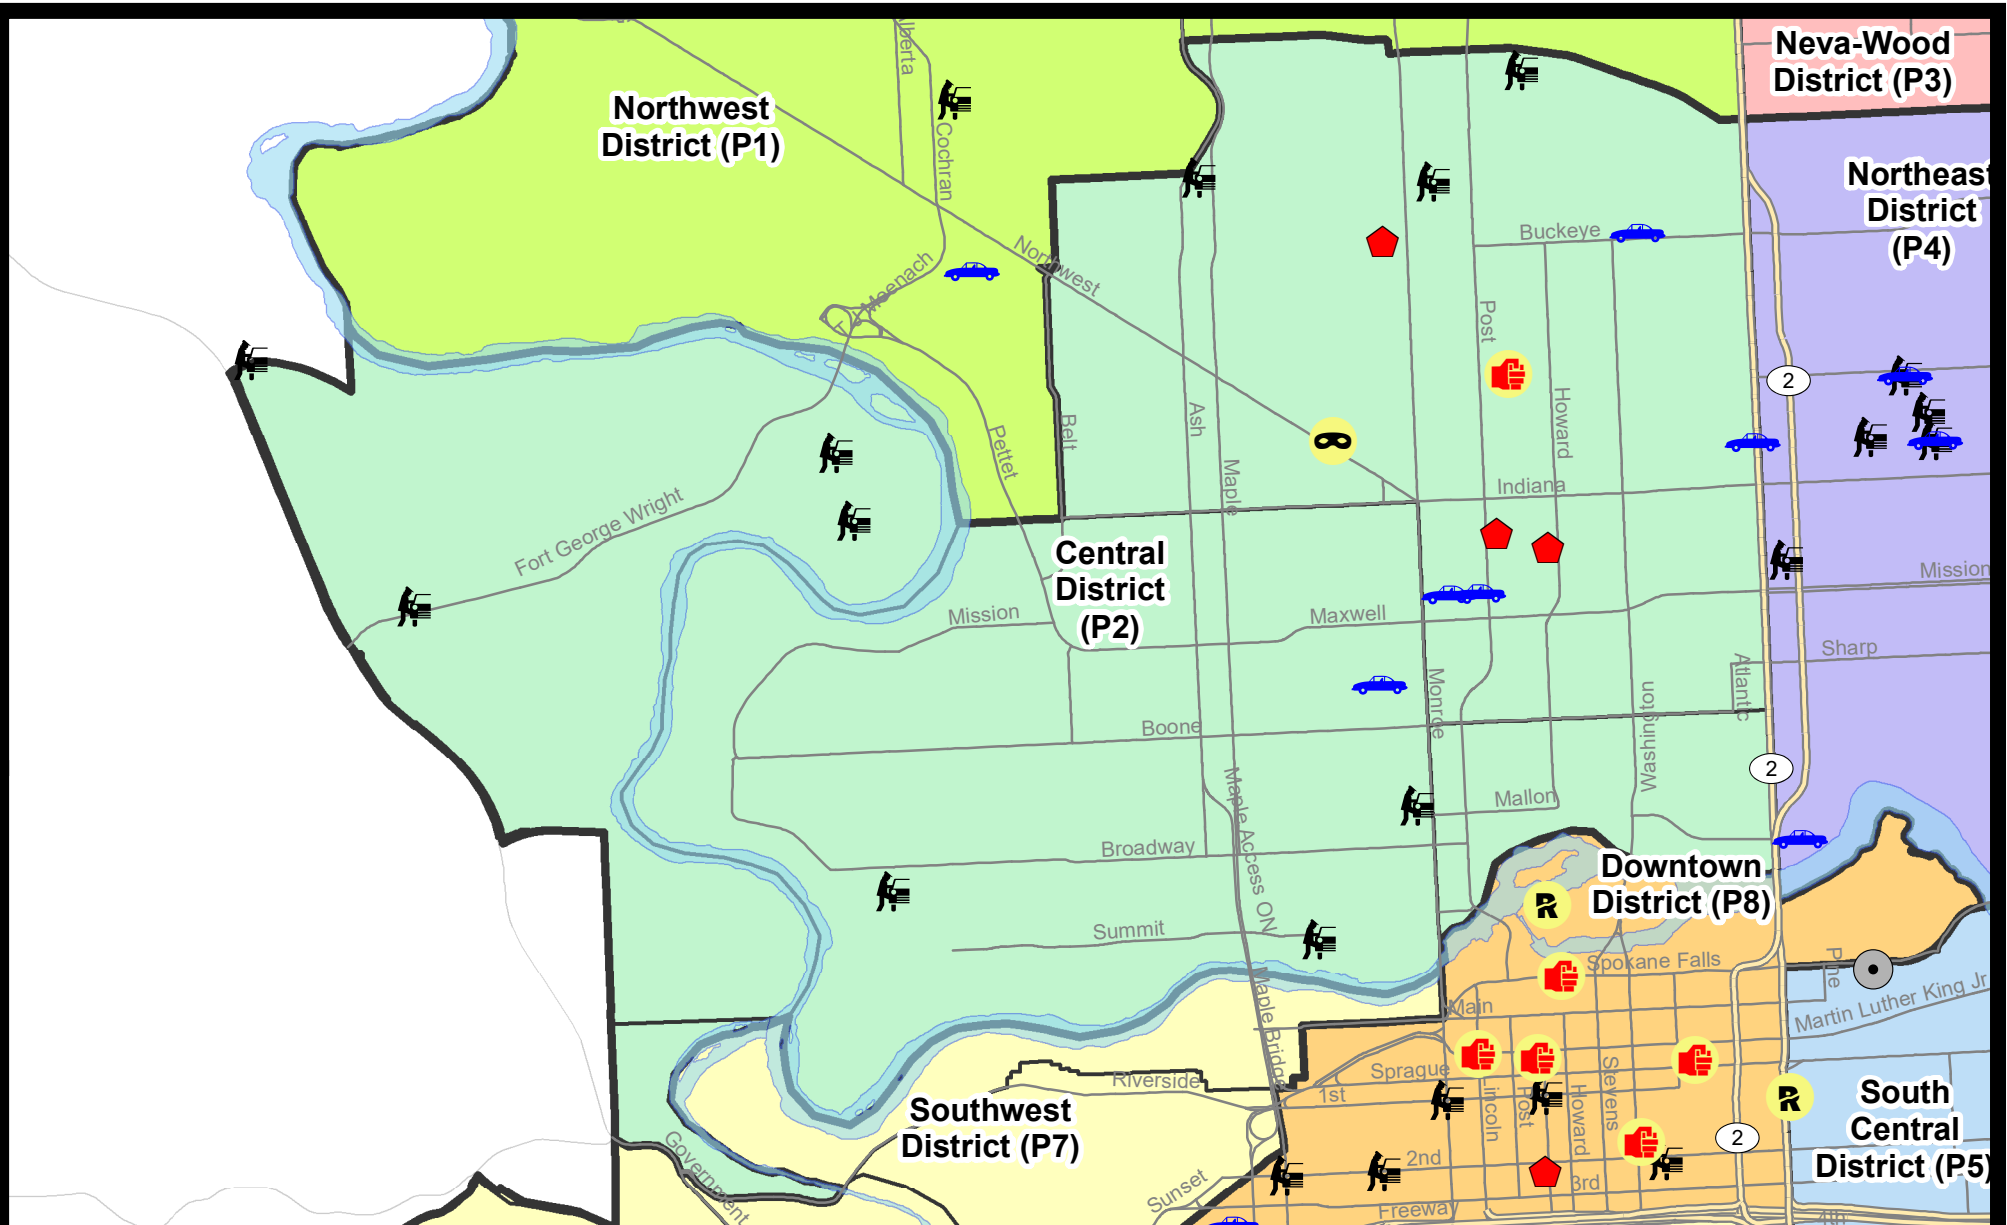 Neva-Wood
District (P3)
lberta
Northwest
District (P1)
Cochran
Northeast
District
(P4)
Buckeye
Northwest
T J Meenach
Post
2
Howard
Ash
Belt
Pettet
Maple
Indiana
Fort George Wright
Central
District
(P2)
Mission
Mission
Maxwell
Sharp
Atlantic
Monroe
Washington
Boone
2
Maple Access ON
Mallon
Broadway
Downtown
District (P8)
R
Summit
Spokane Falls
Pine
Martin Luther King Jr
Main
Maple Bridge
Sprague
Riverside
1st
Lincoln
Post
Howard
Stevens
R
South
Central
District (P5)
Southwest
District (P7)
Government
2
2nd
3rd
Sunset
Freeway
4th